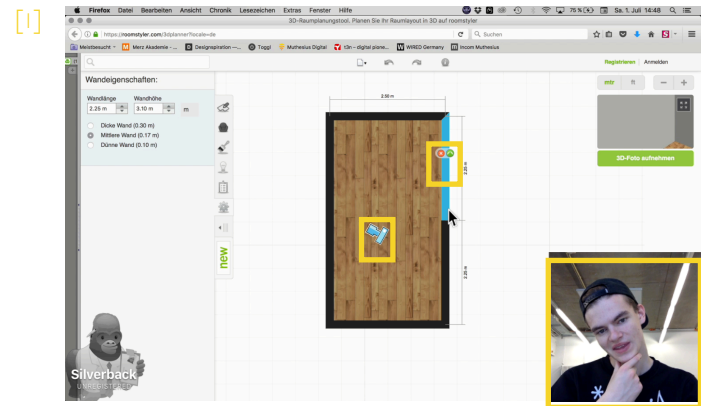 [|]
Firefox Datei Bearbeiten Ansicht Chronik Lesezeichen Extras Fenster Hilfe
75 % Sa. 1. Juli 14:48
3D-Raumplanungstool. Planen Sie Ihr Raumlayout in 3D auf roomstyler
https://roomstyler.com/3dplanner?locale=de
Suchen
Meistbesucht Merz Akademie - ... Designspiration —... Toggl Muthesius Digital t3n – digital pione... WIRED Germany Incom Muthesius
Registrieren Anmelden
Wandeigenschaften:
mtr ft − +
Wandlänge Wandhöhe
2.25 m 3.10 m m
Dicke Wand (0.30 m)
Mittlere Wand (0.17 m)
Dünne Wand (0.10 m)
2.50 m
2.25 m
2.25 m
3D-Foto aufnehmen
new
Silverback
UNREGISTERED